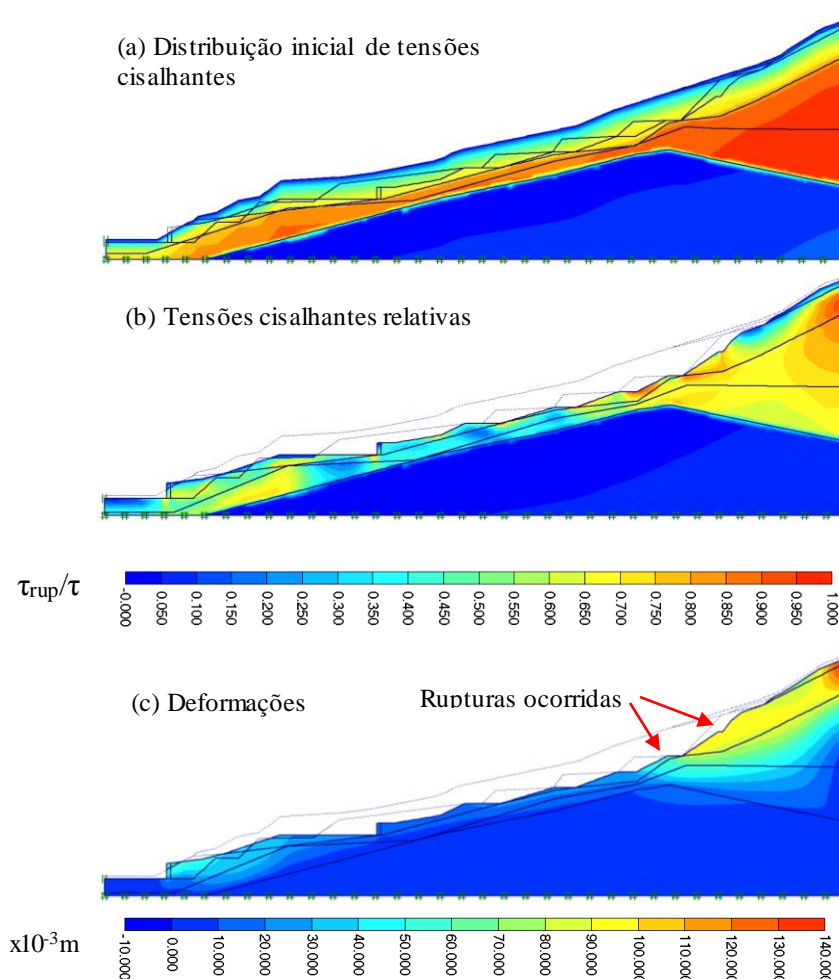 (a) Distribuição inicial de tensões
cisalhantes
(b) Tensões cisalhantes relativas
τrup/τ
-0.000 0.050 0.100 0.150 0.200 0.250 0.300 0.350 0.400 0.450 0.500 0.550 0.600 0.650 0.700 0.750 0.800 0.850 0.900 0.950 1.000
(c) Deformações
Rupturas ocorridas
x10⁻³m
-10.000 0.000 10.000 20.000 30.000 40.000 50.000 60.000 70.000 80.000 90.000 100.000 110.000 120.000 130.000 140.000